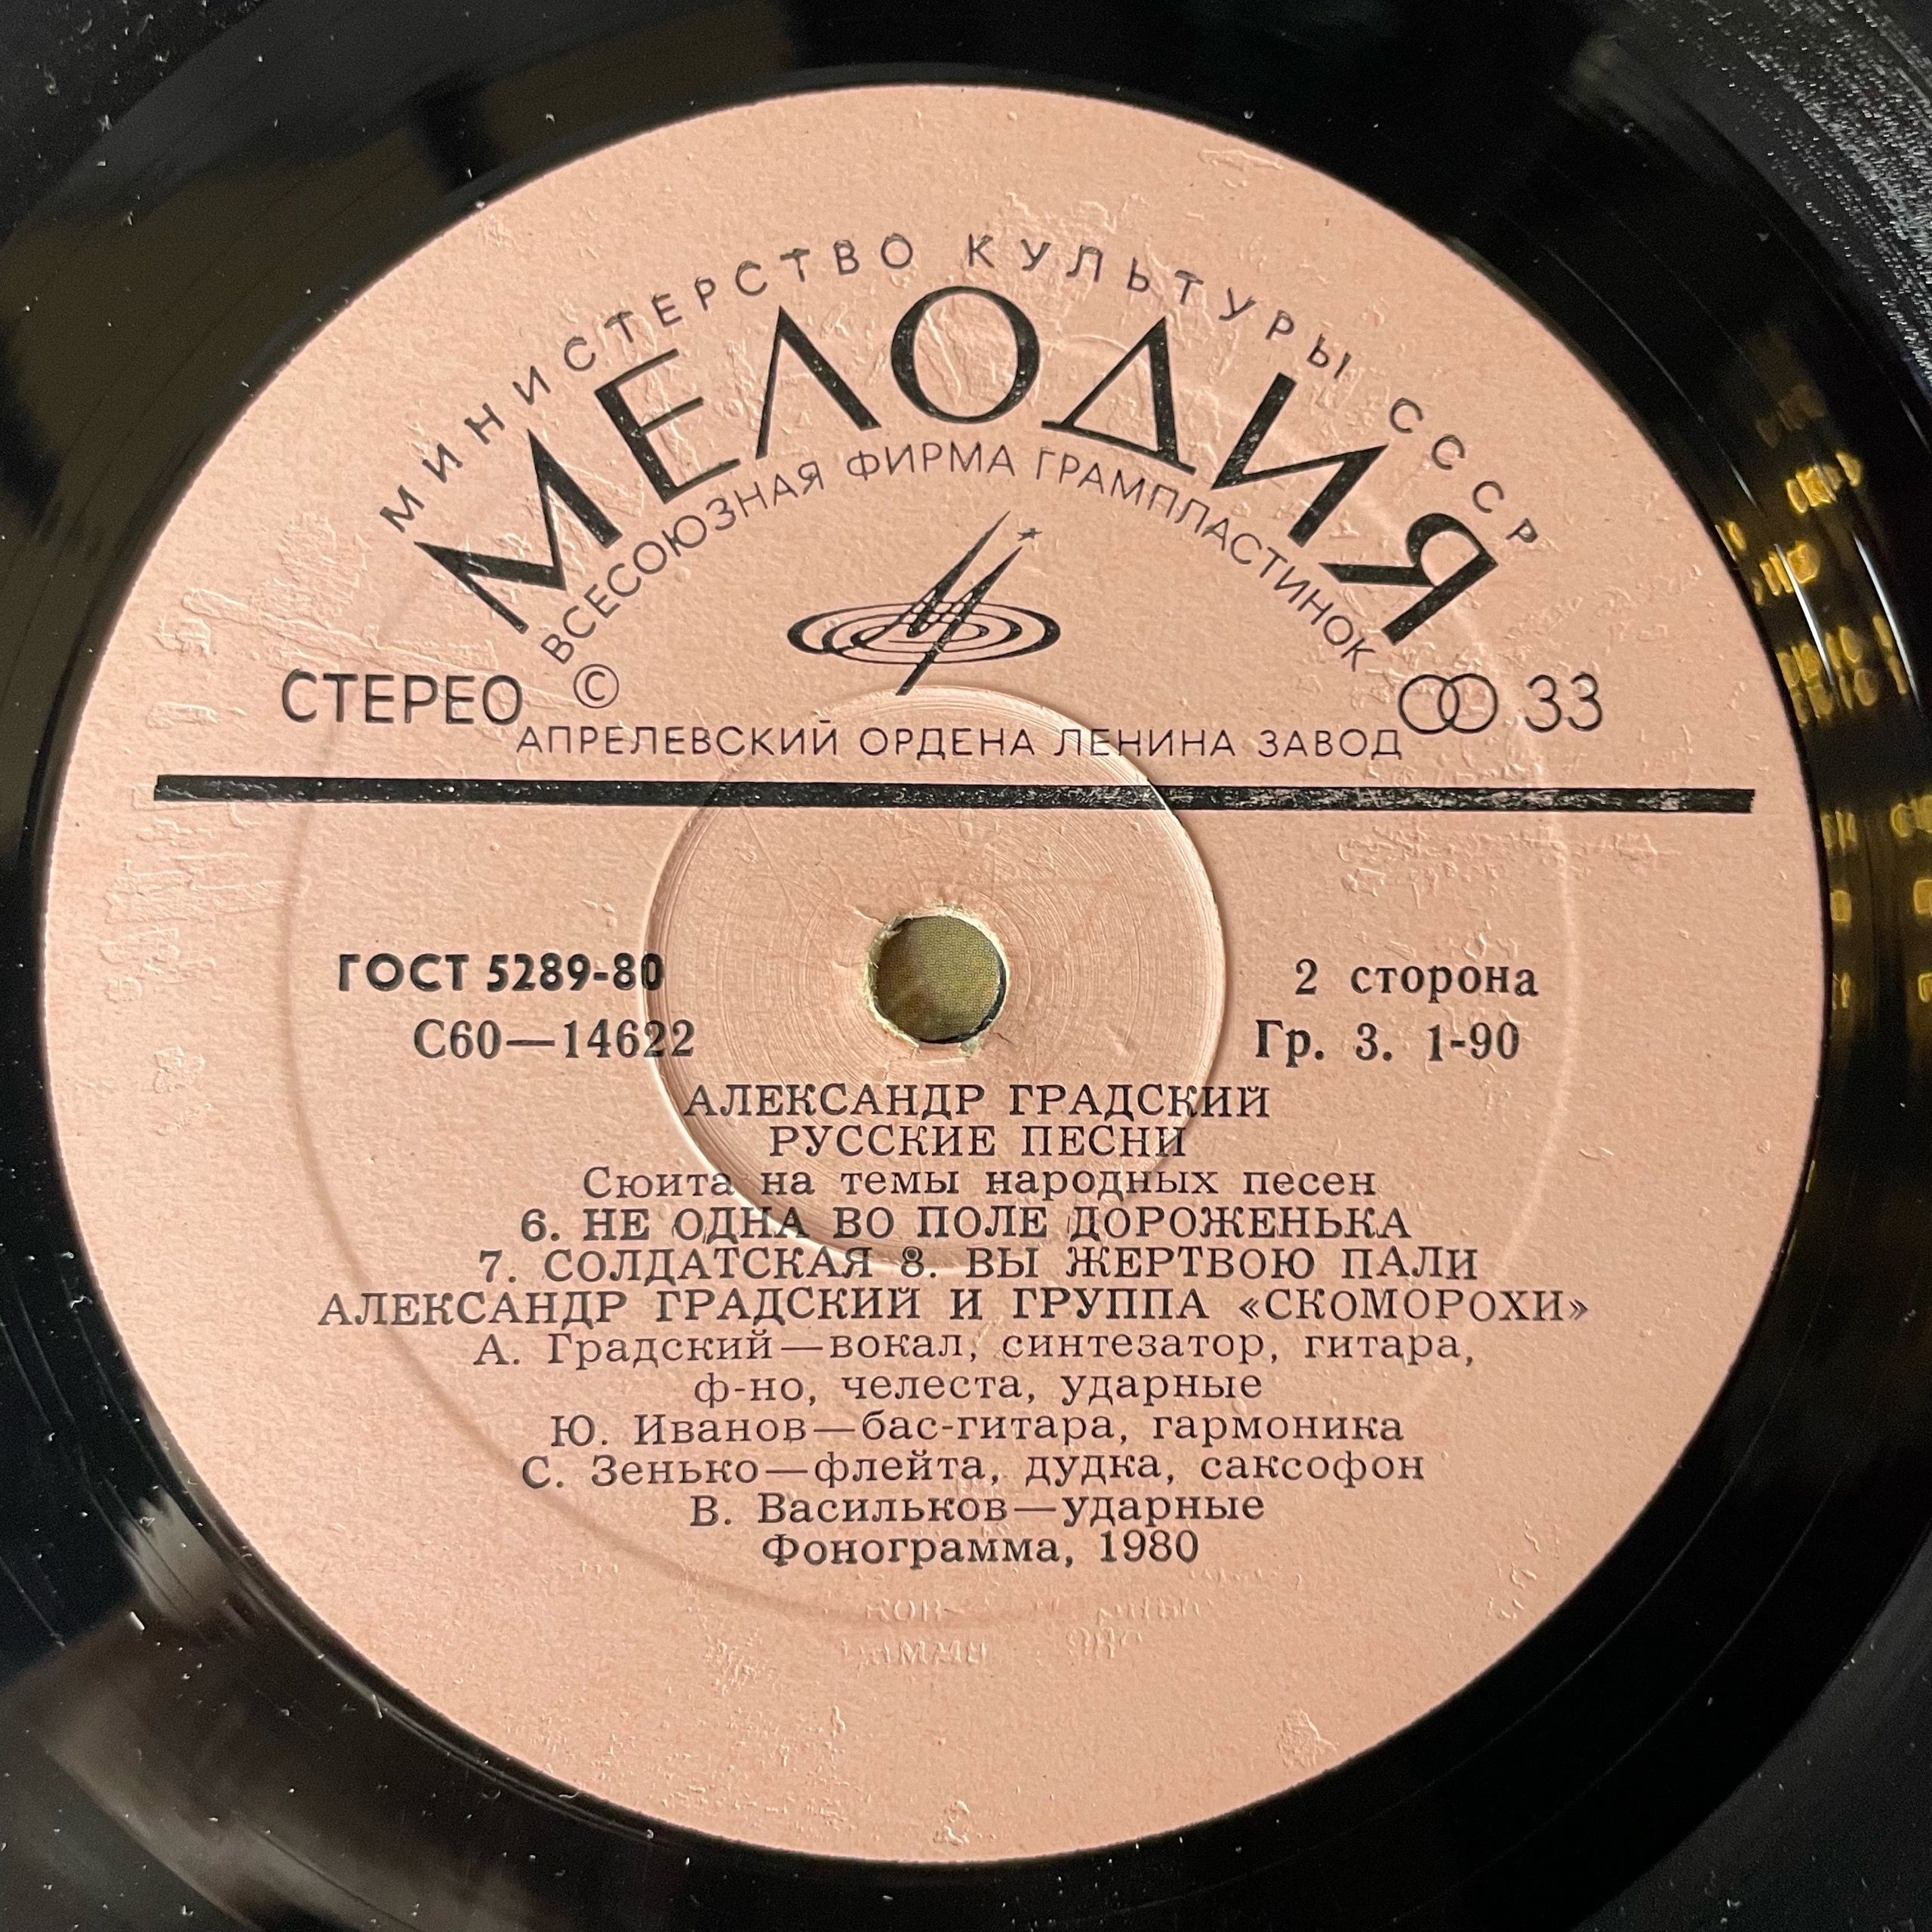 МИНИСТЕРСТВО КУЛЬТУРЫ СССР
МЕЛОДИЯ
ВСЕСОЮЗНАЯ ФИРМА ГРАМПЛАСТИНОК
СТЕРЕО © 33
АПРЕЛЕВСКИЙ ОРДЕНА ЛЕНИНА ЗАВОД
ГОСТ 5289-80 2 сторона
С60—14622 Гр. 3. 1-90
АЛЕКСАНДР ГРАДСКИЙ
РУССКИЕ ПЕСНИ
Сюита на темы народных песен
6. НЕ ОДНА ВО ПОЛЕ ДОРОЖЕНЬКА
7. СОЛДАТСКАЯ 8. ВЫ ЖЕРТВОЮ ПАЛИ
АЛЕКСАНДР ГРАДСКИЙ И ГРУППА «СКОМОРОХИ»
А. Градский—вокал, синтезатор, гитара,
ф-но, челеста, ударные
Ю. Иванов—бас-гитара, гармоника
С. Зенько—флейта, дудка, саксофон
В. Васильков—ударные
Фонограмма, 1980